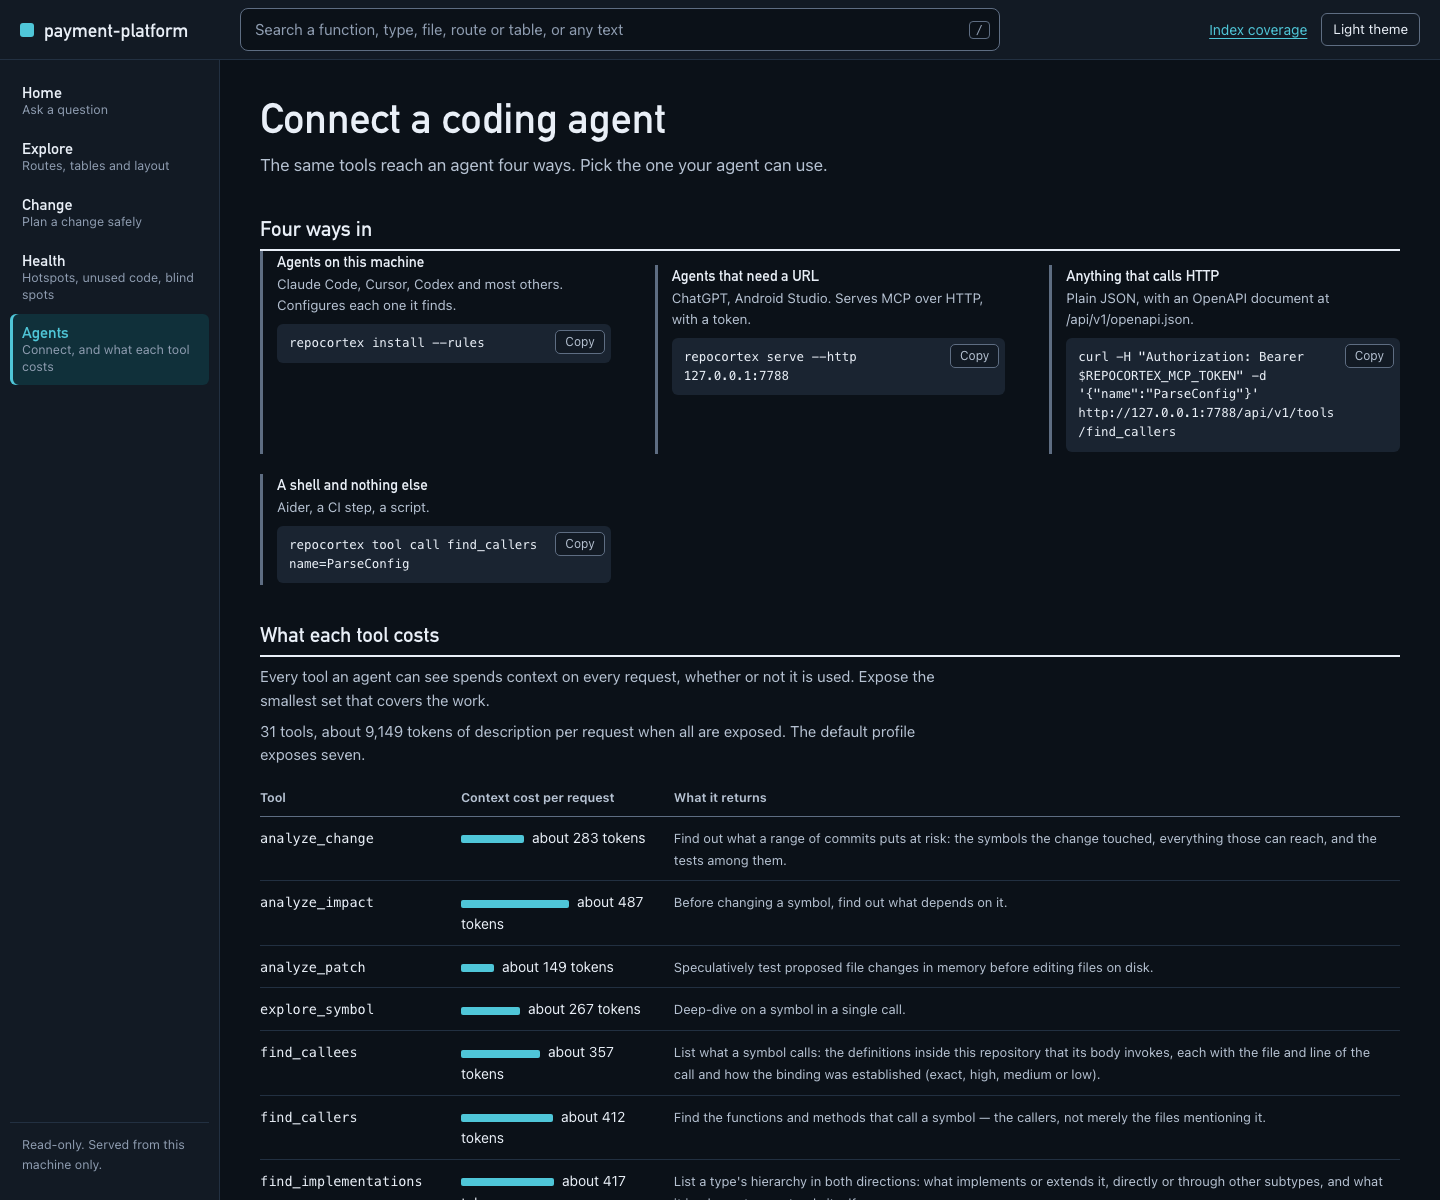 payment-platform
Search a function, type, file, route or table, or any text
/
Index coverage
Light theme
Home
Ask a question
Explore
Routes, tables and layout
Change
Plan a change safely
Health
Hotspots, unused code, blind
spots
Agents
Connect, and what each tool
costs
Read-only. Served from this
machine only.
Connect a coding agent
The same tools reach an agent four ways. Pick the one your agent can use.
Four ways in
Agents on this machine
Claude Code, Cursor, Codex and most others.
Configures each one it finds.
repocortex install --rules
Copy
Agents that need a URL
ChatGPT, Android Studio. Serves MCP over HTTP,
with a token.
repocortex serve --http
127.0.0.1:7788
Copy
Anything that calls HTTP
Plain JSON, with an OpenAPI document at
/api/v1/openapi.json.
curl -H "Authorization: Bearer
$REPOCORTEX_MCP_TOKEN" -d
'{"name":"ParseConfig"}'
http://127.0.0.1:7788/api/v1/tools
/find_callers
Copy
A shell and nothing else
Aider, a CI step, a script.
repocortex tool call find_callers
name=ParseConfig
Copy
What each tool costs
Every tool an agent can see spends context on every request, whether or not it is used. Expose the
smallest set that covers the work.
31 tools, about 9,149 tokens of description per request when all are exposed. The default profile
exposes seven.
Tool Context cost per request What it returns
analyze_change about 283 tokens Find out what a range of commits puts at risk: the symbols the change touched, everything those can reach, and the
tests among them.
analyze_impact about 487 Before changing a symbol, find out what depends on it.
tokens
analyze_patch about 149 tokens Speculatively test proposed file changes in memory before editing files on disk.
explore_symbol about 267 tokens Deep-dive on a symbol in a single call.
find_callees about 357 List what a symbol calls: the definitions inside this repository that its body invokes, each with the file and line of the
tokens call and how the binding was established (exact, high, medium or low).
find_callers about 412 Find the functions and methods that call a symbol — the callers, not merely the files mentioning it.
tokens
find_implementations about 417 List a type's hierarchy in both directions: what implements or extends it, directly or through other subtypes, and what